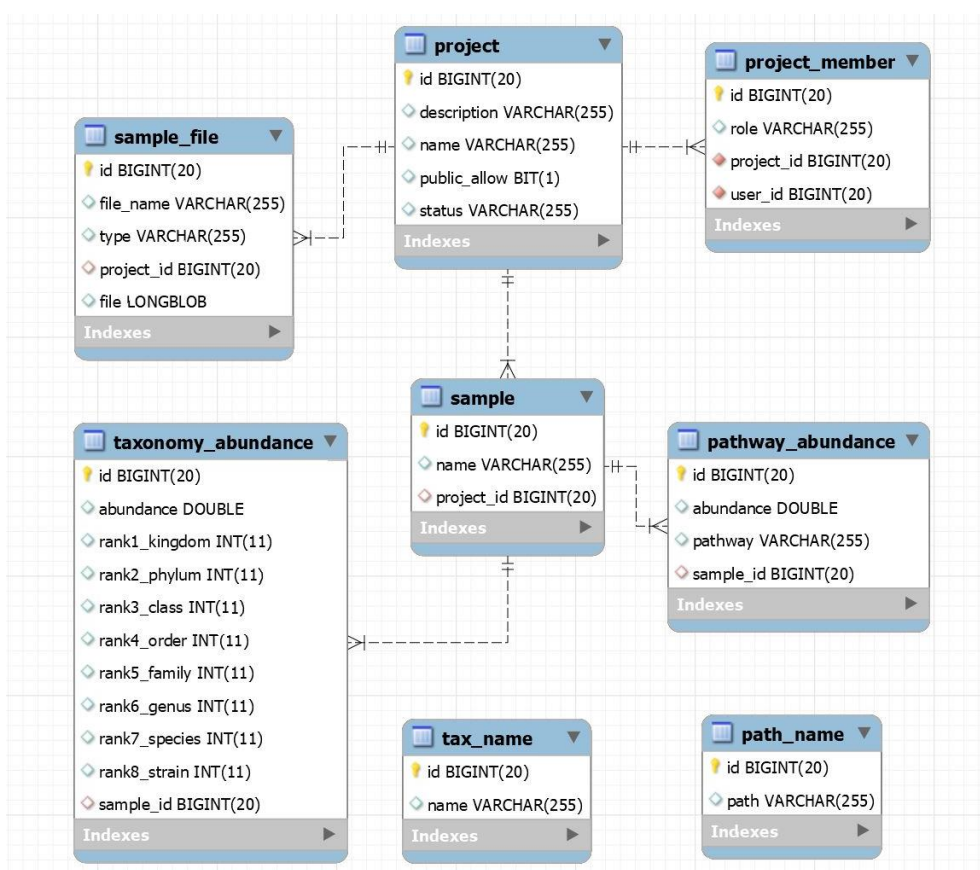 project
id BIGINT(20)
description VARCHAR(255)
name VARCHAR(255)
public_allow BIT(1)
status VARCHAR(255)
Indexes
project_member
id BIGINT(20)
role VARCHAR(255)
project_id BIGINT(20)
user_id BIGINT(20)
Indexes
sample_file
id BIGINT(20)
file_name VARCHAR(255)
type VARCHAR(255)
project_id BIGINT(20)
file LONGBLOB
Indexes
sample
id BIGINT(20)
name VARCHAR(255)
project_id BIGINT(20)
Indexes
taxonomy_abundance
id BIGINT(20)
abundance DOUBLE
rank1_kingdom INT(11)
rank2_phylum INT(11)
rank3_class INT(11)
rank4_order INT(11)
rank5_family INT(11)
rank6_genus INT(11)
rank7_species INT(11)
rank8_strain INT(11)
sample_id BIGINT(20)
Indexes
pathway_abundance
id BIGINT(20)
abundance DOUBLE
pathway VARCHAR(255)
sample_id BIGINT(20)
Indexes
tax_name
id BIGINT(20)
name VARCHAR(255)
Indexes
path_name
id BIGINT(20)
path VARCHAR(255)
Indexes